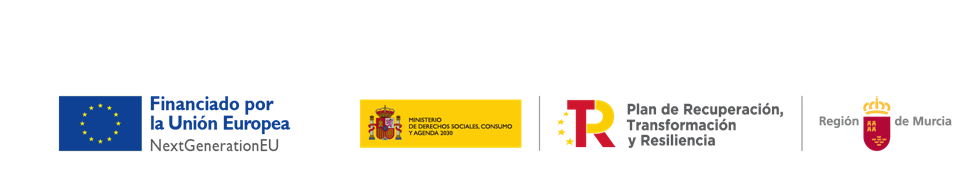 Financiado por
la Unión Europea
NextGenerationEU
MINISTERIO
DE DERECHOS SOCIALES, CONSUMO
Y AGENDA 2030
TR
Plan de Recuperación,
Transformación
y Resiliencia
Región de Murcia